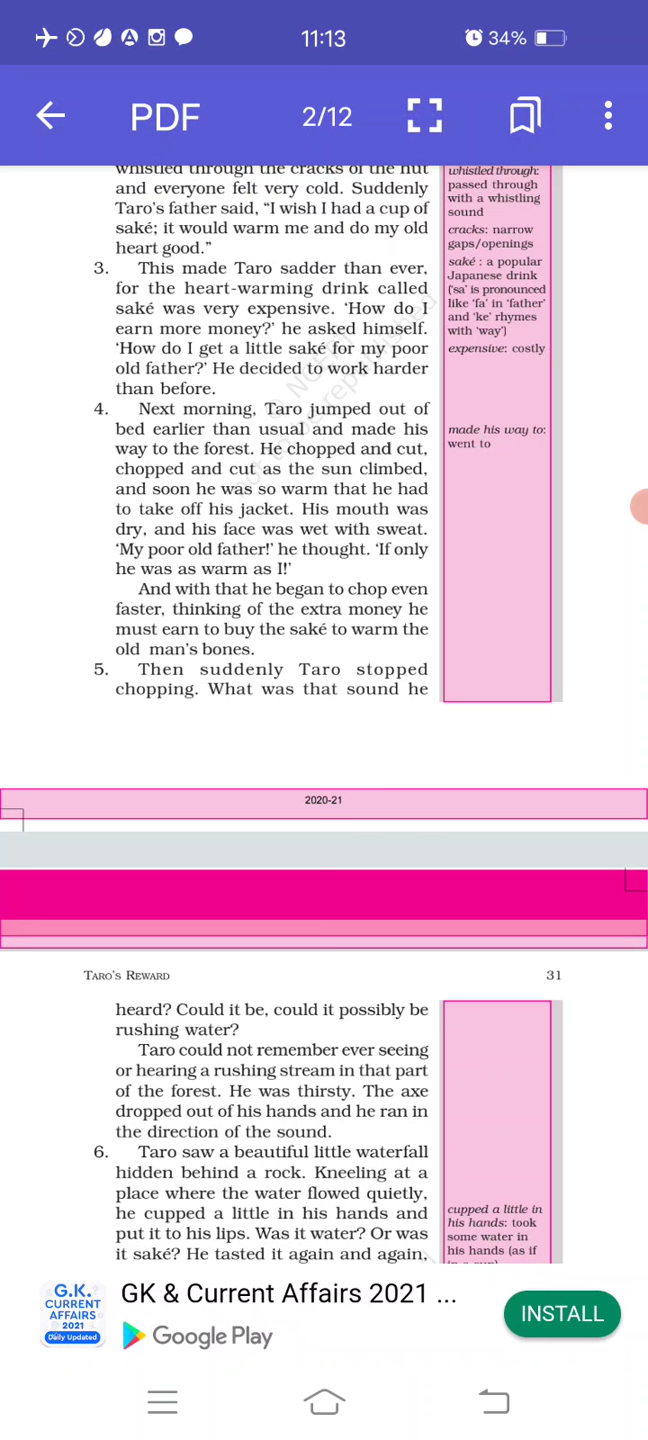 11:13
34%
PDF
2/12
whistled through the cracks of the hut
and everyone felt very cold. Suddenly
Taro's father said, “I wish I had a cup of
saké; it would warm me and do my old
heart good.”
3. This made Taro sadder than ever,
for the heart-warming drink called
saké was very expensive. ‘How do I
earn more money?’ he asked himself.
‘How do I get a little saké for my poor
old father?’ He decided to work harder
than before.
4. Next morning, Taro jumped out of
bed earlier than usual and made his
way to the forest. He chopped and cut,
chopped and cut as the sun climbed,
and soon he was so warm that he had
to take off his jacket. His mouth was
dry, and his face was wet with sweat.
‘My poor old father!’ he thought. ‘If only
he was as warm as I!’
And with that he began to chop even
faster, thinking of the extra money he
must earn to buy the saké to warm the
old man's bones.
5. Then suddenly Taro stopped
chopping. What was that sound he
whistled through:
passed through
with a whistling
sound
cracks: narrow
gaps/openings
saké : a popular
Japanese drink
(‘sa’ is pronounced
like ‘fa’ in ‘father’
and ‘ke’ rhymes
with ‘way’)
expensive: costly
made his way to:
went to
© NCERT
not to be republished
2020-21
TARO'S REWARD
31
heard? Could it be, could it possibly be
rushing water?
Taro could not remember ever seeing
or hearing a rushing stream in that part
of the forest. He was thirsty. The axe
dropped out of his hands and he ran in
the direction of the sound.
6. Taro saw a beautiful little waterfall
hidden behind a rock. Kneeling at a
place where the water flowed quietly,
he cupped a little in his hands and
put it to his lips. Was it water? Or was
it saké? He tasted it again and again,
cupped a little in
his hands: took
some water in
his hands (as if
G.K.
CURRENT
AFFAIRS
2021
Daily Updated
GK & Current Affairs 2021 ...
Google Play
INSTALL